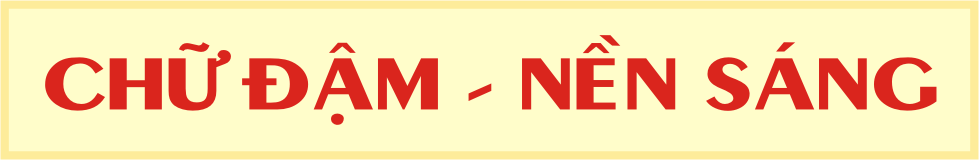 CHỮ ĐẬM - NỀN SÁNG